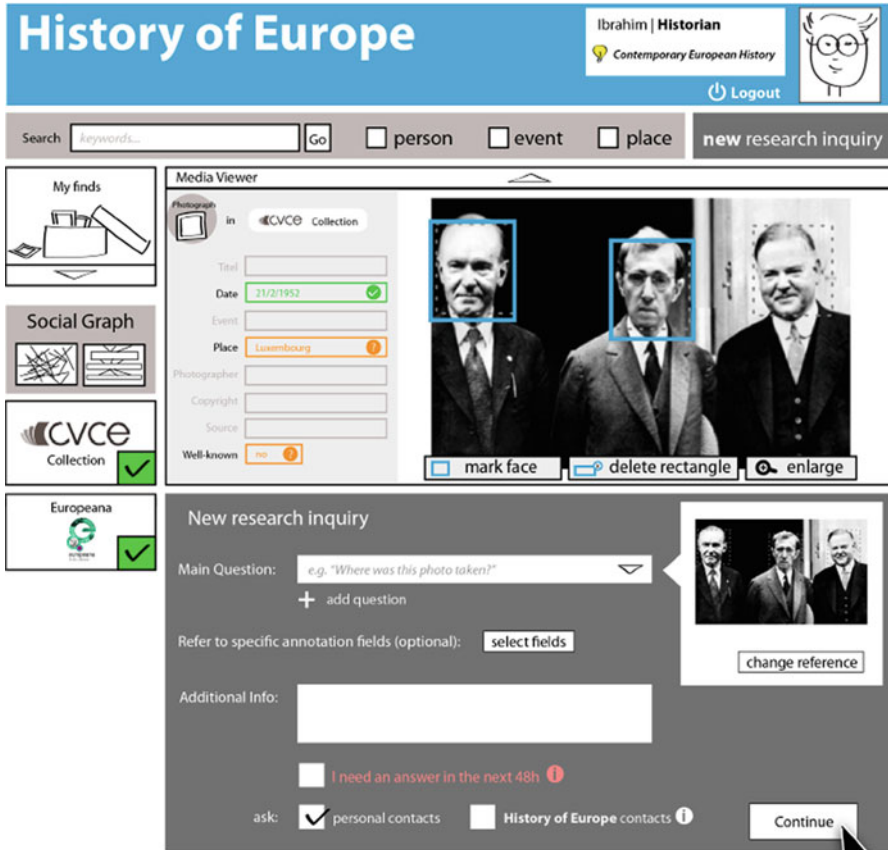 History of Europe
Ibrahim | Historian
Contemporary European History
Logout
Search
keywords...
Go
person
event
place
new research inquiry
My finds
Social Graph
CVCE
Collection
Europeana
europeana
Media Viewer
Photograph
in
CVCE Collection
Titel
Date 21/2/1952
Event
Place Luxembourg ?
Photographer
Copyright
Source
Well-known no ?
mark face
delete rectangle
enlarge
New research inquiry
Main Question:
e.g. "Where was this photo taken?"
+ add question
Refer to specific annotation fields (optional):
select fields
Additional Info:
I need an answer in the next 48h i
ask:
personal contacts
History of Europe contacts i
change reference
Continue